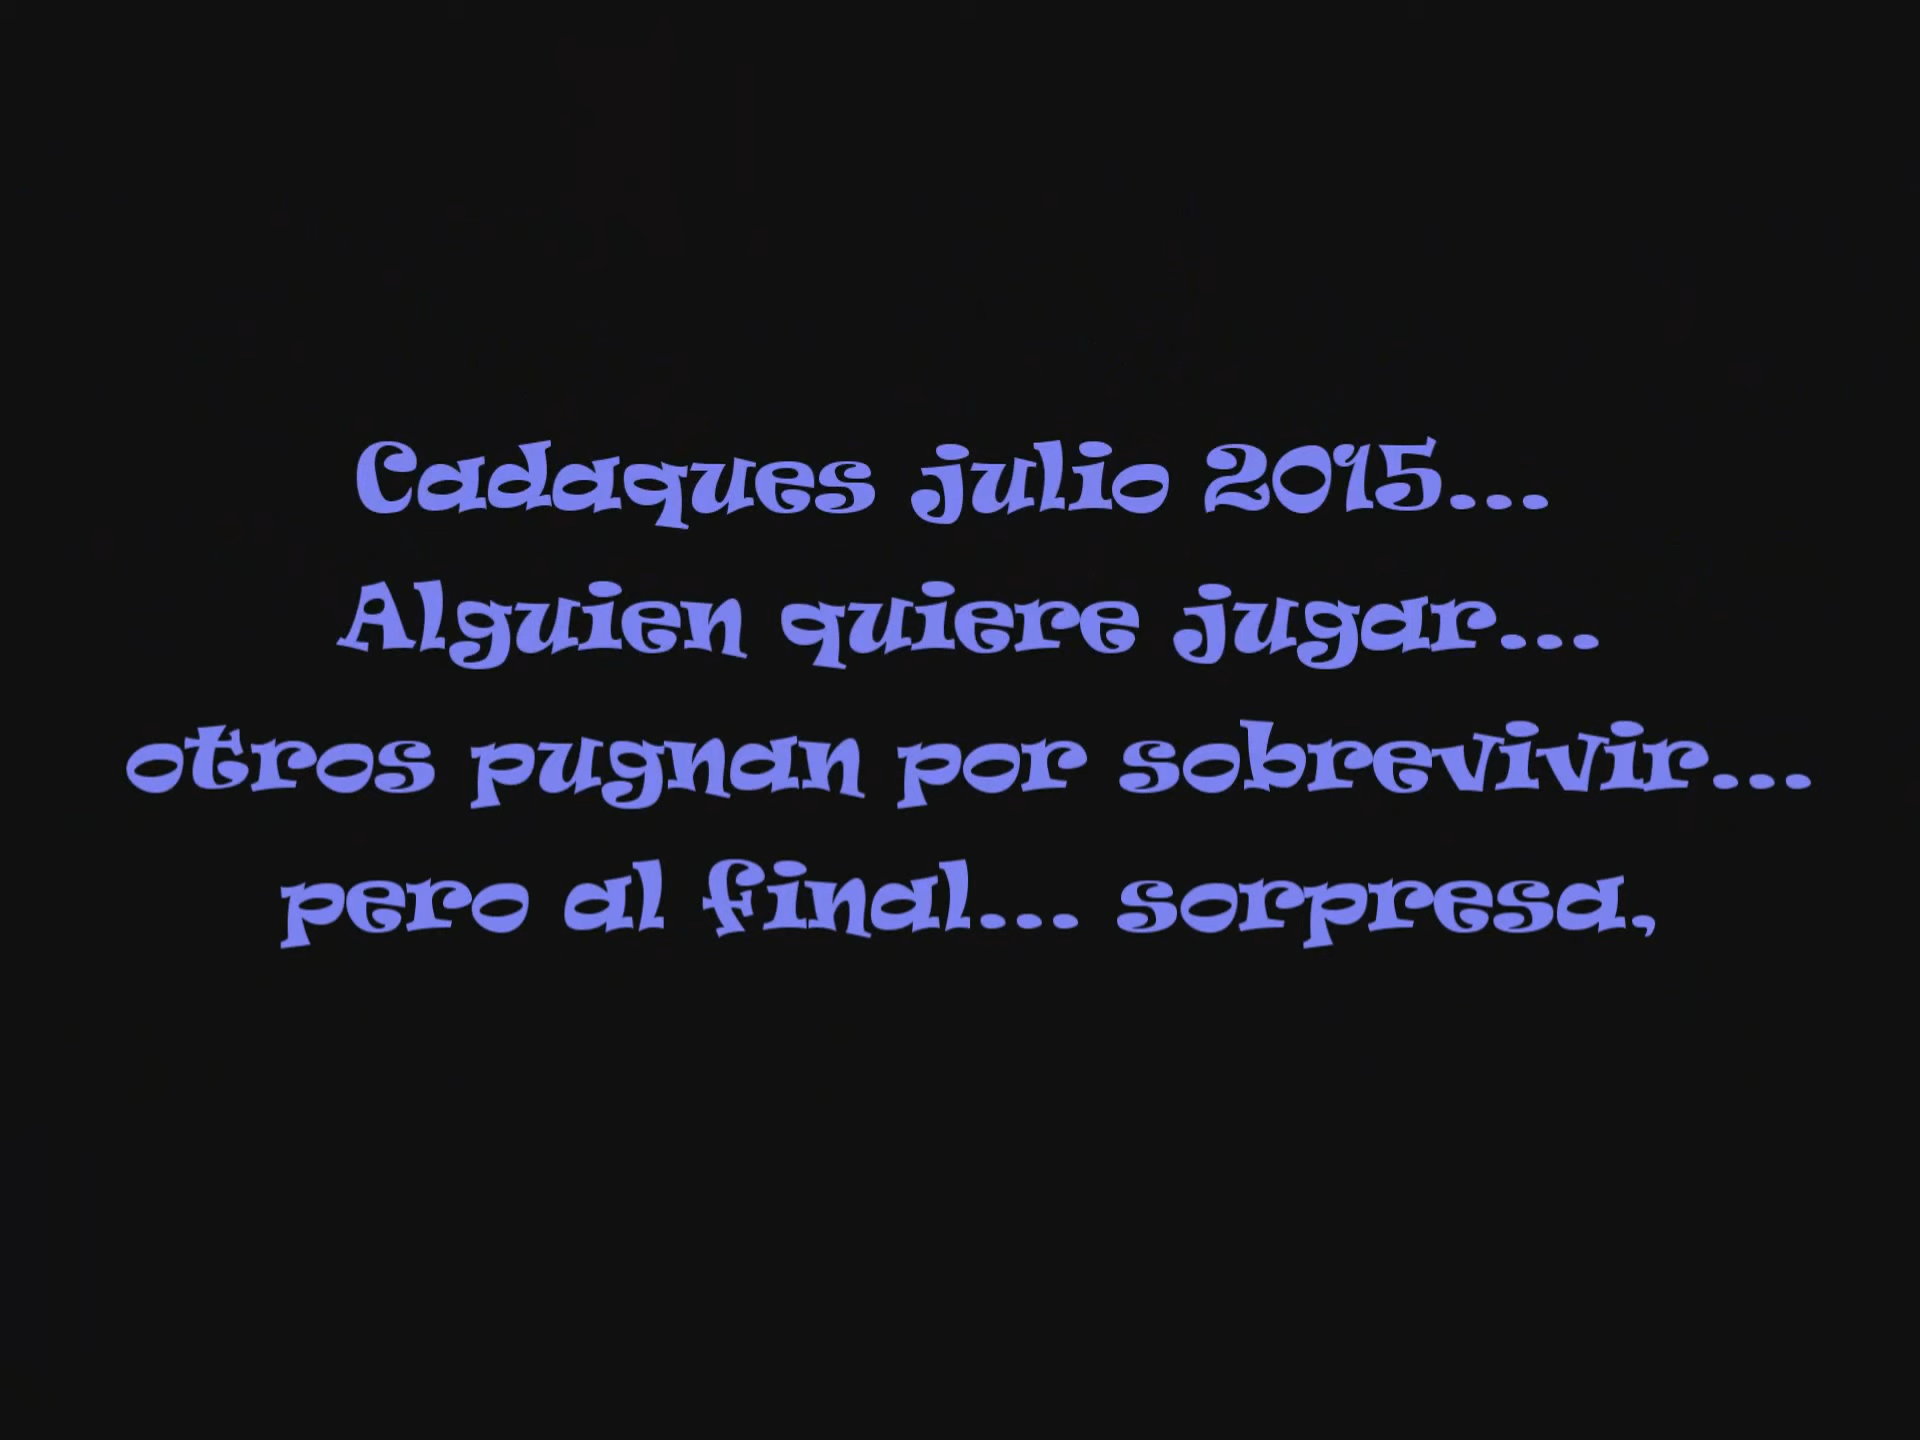 Cadaques julio 2015...
Alguien quiere jugar...
otros pugnan por sobrevivir...
pero al final... sorpresa,